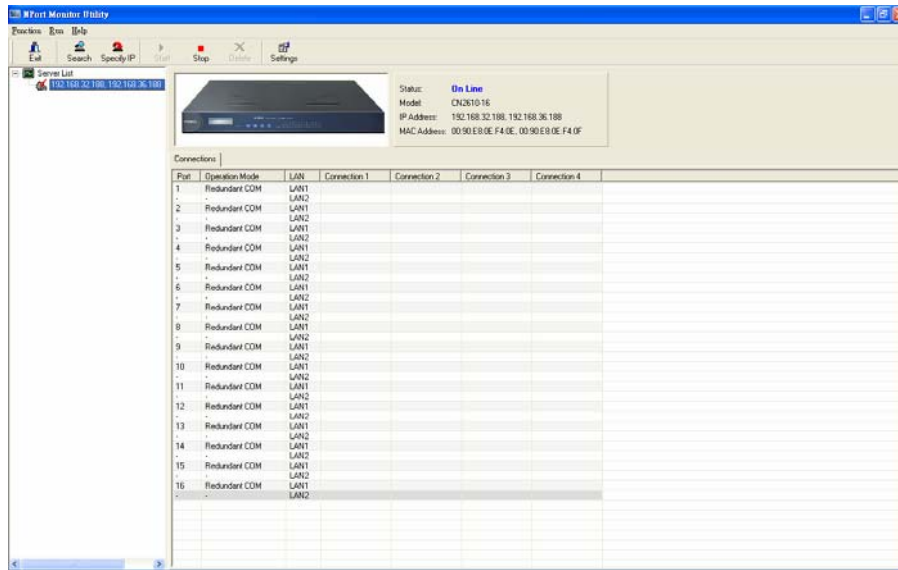 NPort Monitor Utility
Function Run Help
Exit Search Specify IP Start Stop Delete Settings
Server List
192.168.32.188, 192.168.36.188
Status: On Line
Model: CN2610-16
IP Address: 192.168.32.188, 192.168.36.188
MAC Address: 00:90:E8:0E:F4:0E, 00:90:E8:0E:F4:0F
Connections
Port Operation Mode LAN Connection 1 Connection 2 Connection 3 Connection 4
1 Redundant COM LAN1
- - LAN2
2 Redundant COM LAN1
- - LAN2
3 Redundant COM LAN1
- - LAN2
4 Redundant COM LAN1
- - LAN2
5 Redundant COM LAN1
- - LAN2
6 Redundant COM LAN1
- - LAN2
7 Redundant COM LAN1
- - LAN2
8 Redundant COM LAN1
- - LAN2
9 Redundant COM LAN1
- - LAN2
10 Redundant COM LAN1
- - LAN2
11 Redundant COM LAN1
- - LAN2
12 Redundant COM LAN1
- - LAN2
13 Redundant COM LAN1
- - LAN2
14 Redundant COM LAN1
- - LAN2
15 Redundant COM LAN1
- - LAN2
16 Redundant COM LAN1
- - LAN2